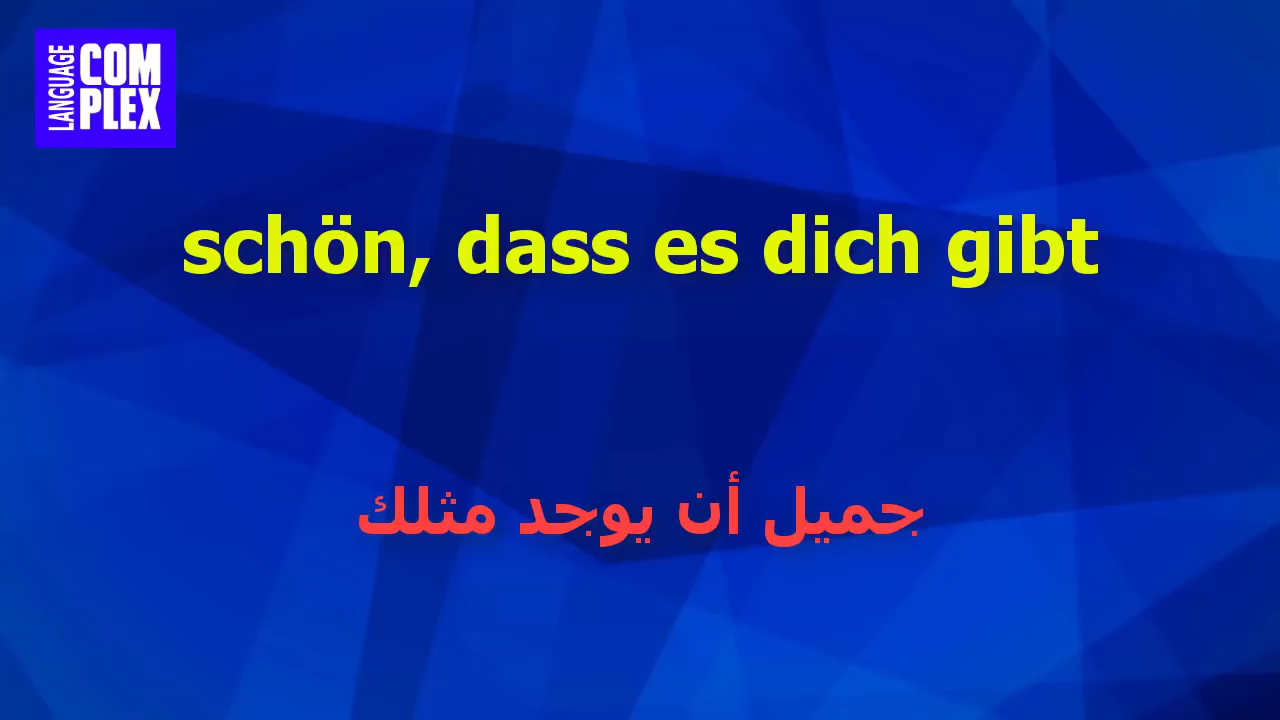 LANGUAGE
COM
PLEX
schön, dass es dich gibt
جميل أن يوجد مثلك